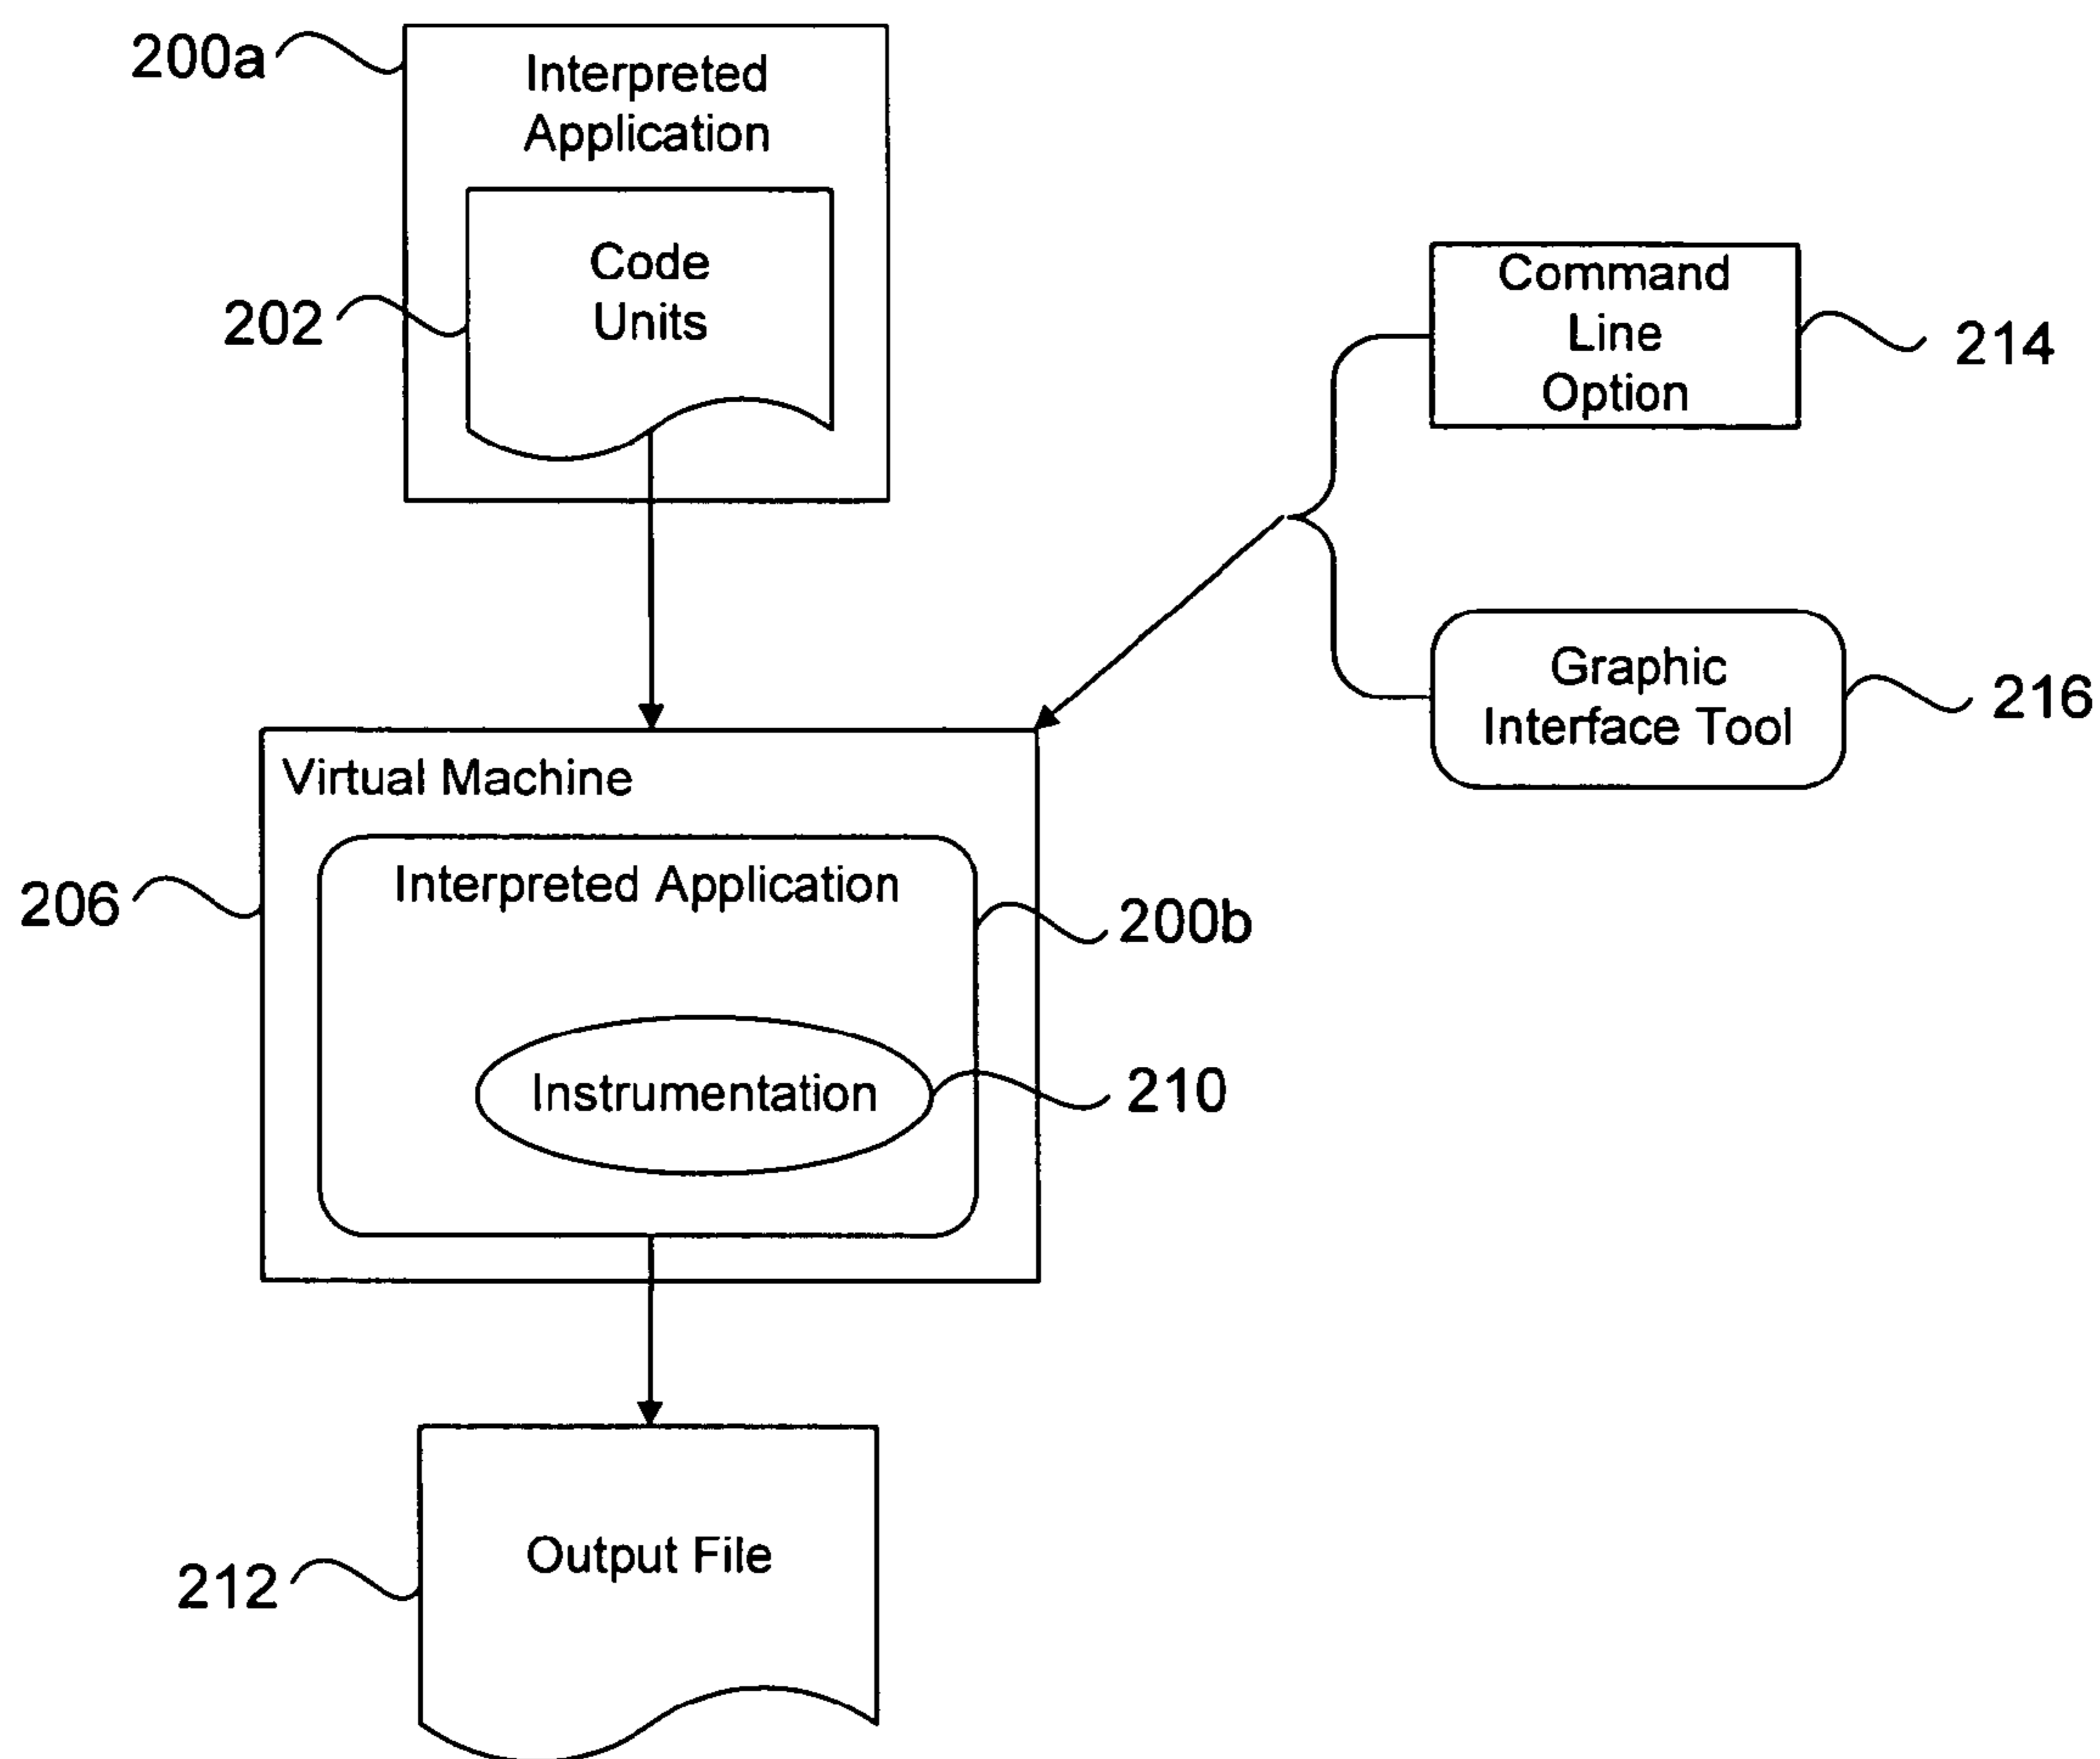 200a
Interpreted
Application
Code
Units
202
Command
Line
Option
214
Graphic
Interface Tool
216
Virtual Machine
Interpreted Application
206
200b
Instrumentation
210
Output File
212